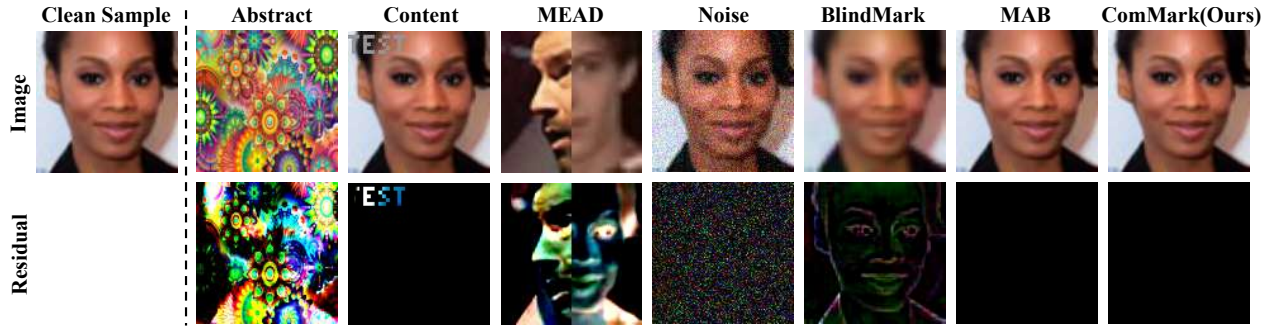 Clean Sample Abstract Content MEAD Noise BlindMark MAB ComMark(Ours)
Image
TEST
Residual
TEST